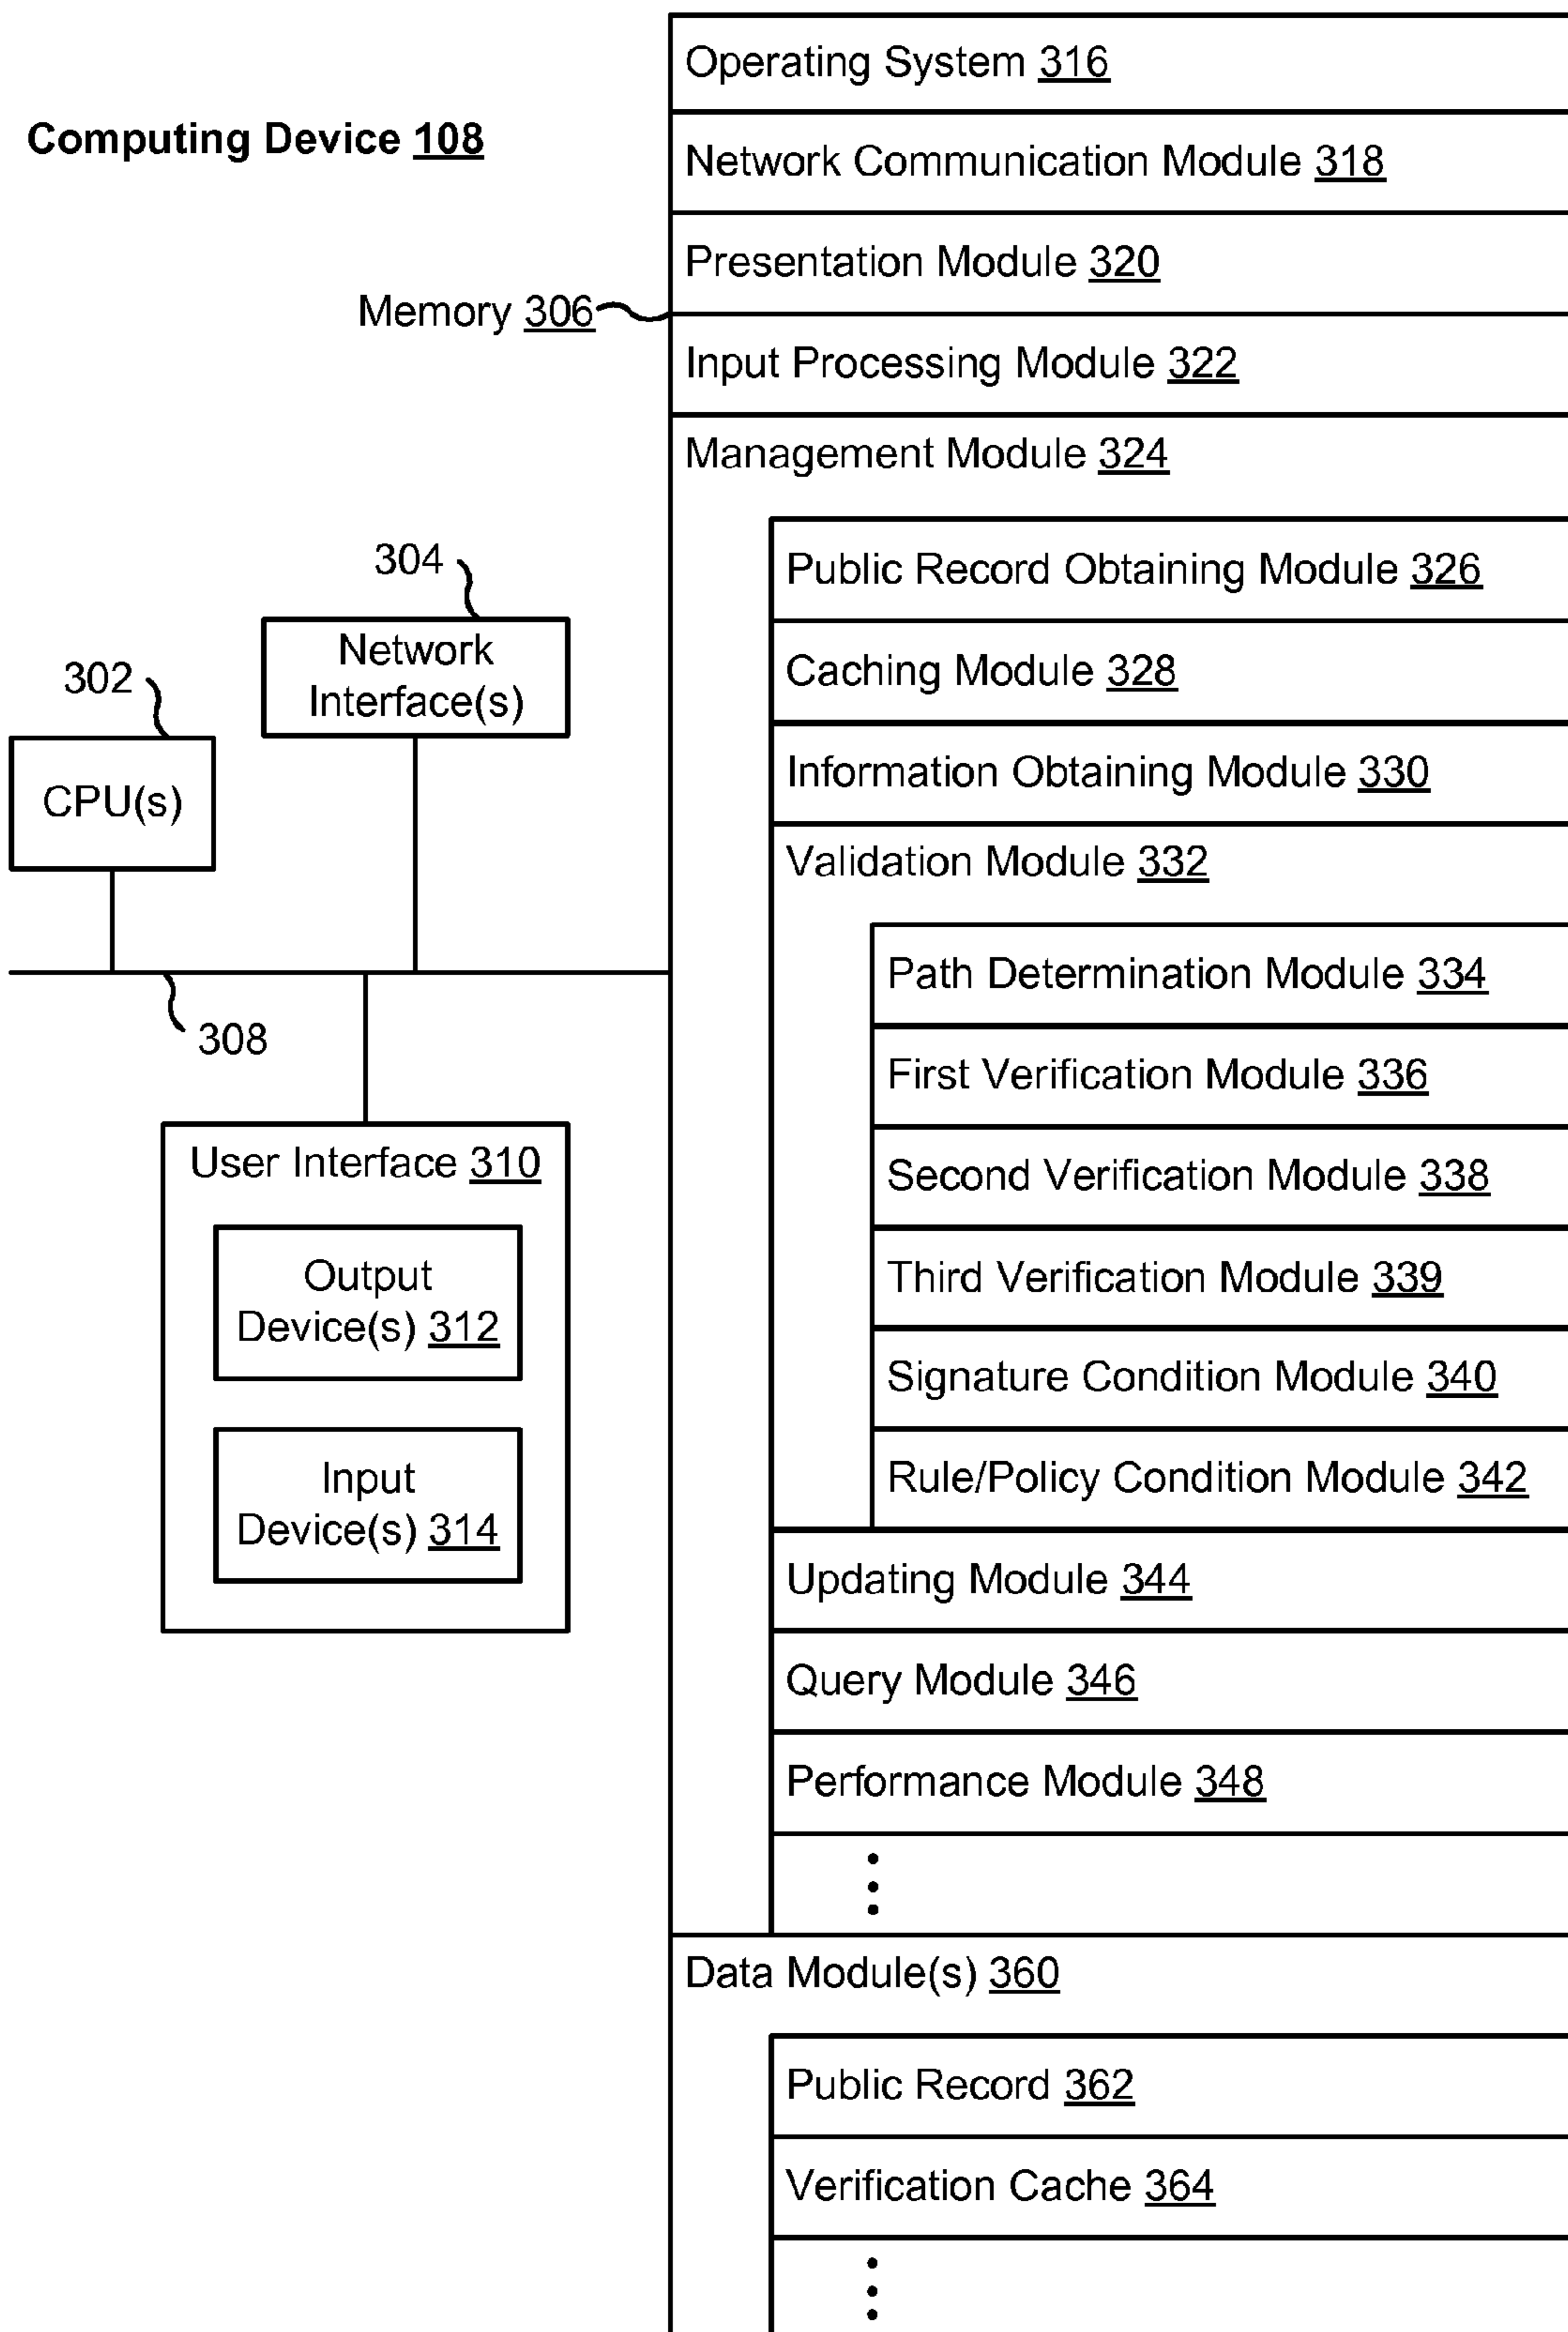 Computing Device 108
Operating System 316
Network Communication Module 318
Presentation Module 320
Memory 306
Input Processing Module 322
Management Module 324
Public Record Obtaining Module 326
Caching Module 328
Information Obtaining Module 330
Validation Module 332
Path Determination Module 334
First Verification Module 336
Second Verification Module 338
Third Verification Module 339
Signature Condition Module 340
Rule/Policy Condition Module 342
Updating Module 344
Query Module 346
Performance Module 348
Data Module(s) 360
Public Record 362
Verification Cache 364
304
Network
Interface(s)
302
CPU(s)
308
User Interface 310
Output
Device(s) 312
Input
Device(s) 314